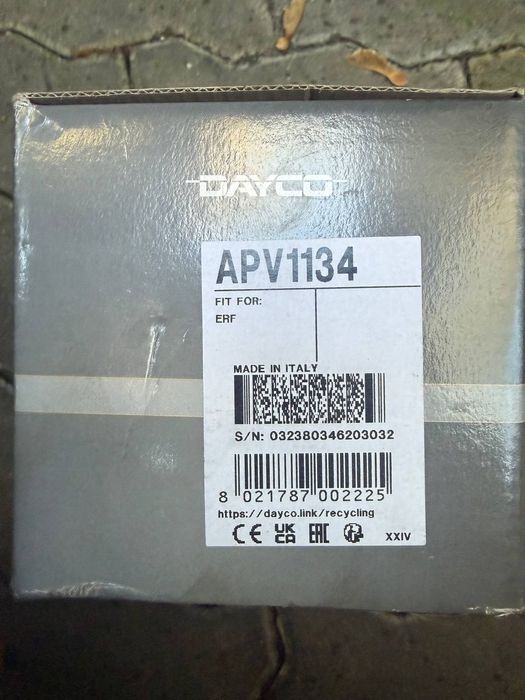 DAYCO
APV1134
FIT FOR:
ERF
MADE IN ITALY
S/N: 032380346203032
8 021787 002225
https://dayco.link/recycling
CE UK CA EAC
XXIV